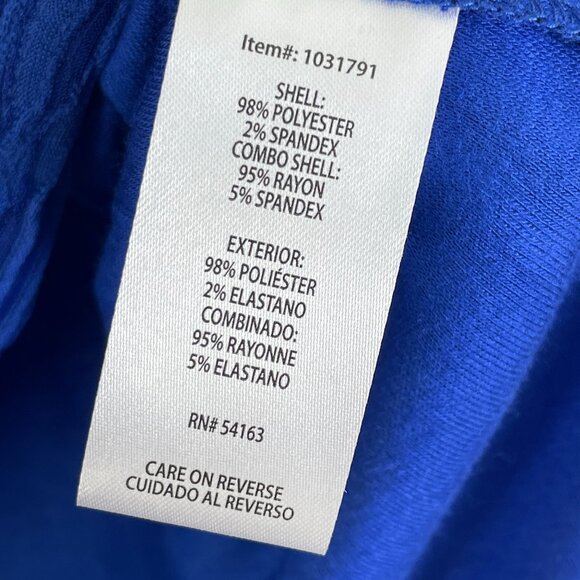 Item#: 1031791
SHELL:
98% POLYESTER
2% SPANDEX
COMBO SHELL:
95% RAYON
5% SPANDEX
EXTERIOR:
98% POLIÉSTER
2% ELASTANO
COMBINADO:
95% RAYONNE
5% ELASTANO
RN# 54163
CARE ON REVERSE
CUIDADO AL REVERSO